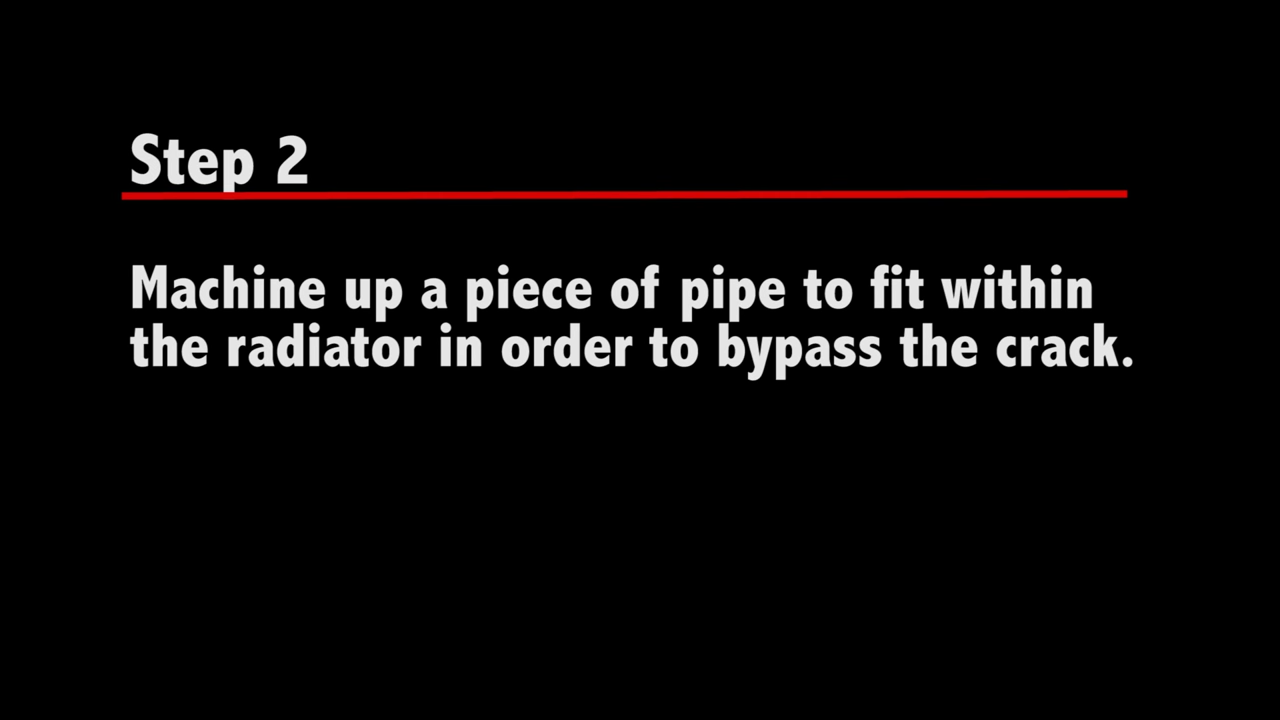 Step 2
Machine up a piece of pipe to fit within
the radiator in order to bypass the crack.